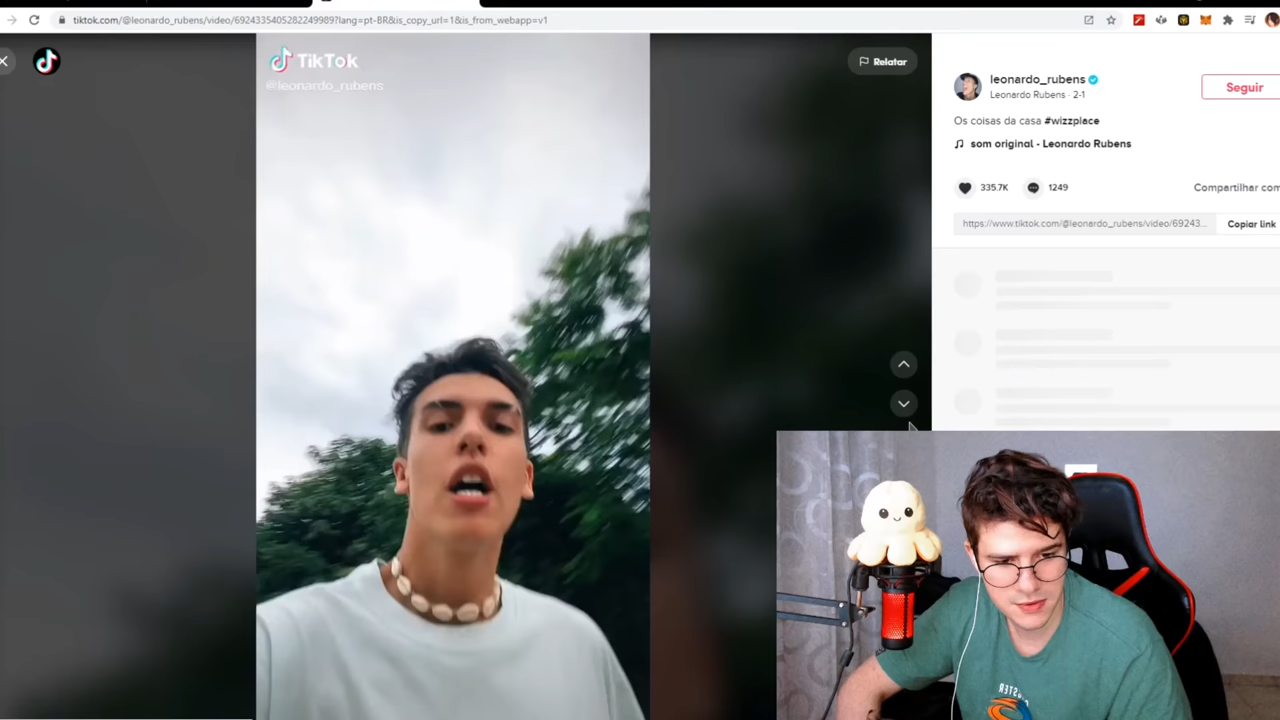 tiktok.com/@leonardo_rubens/video/6924335405282249989?lang=pt-BR&is_copy_url=1&is_from_webapp=v1
TikTok
@leonardo_rubens
Relatar
leonardo_rubens
Leonardo Rubens · 2-1
Seguir
Os coisas da casa #wizzplace
som original - Leonardo Rubens
335.7K
1249
Compartilhar com
https://www.tiktok.com/@leonardo_rubens/video/69243...
Copiar link